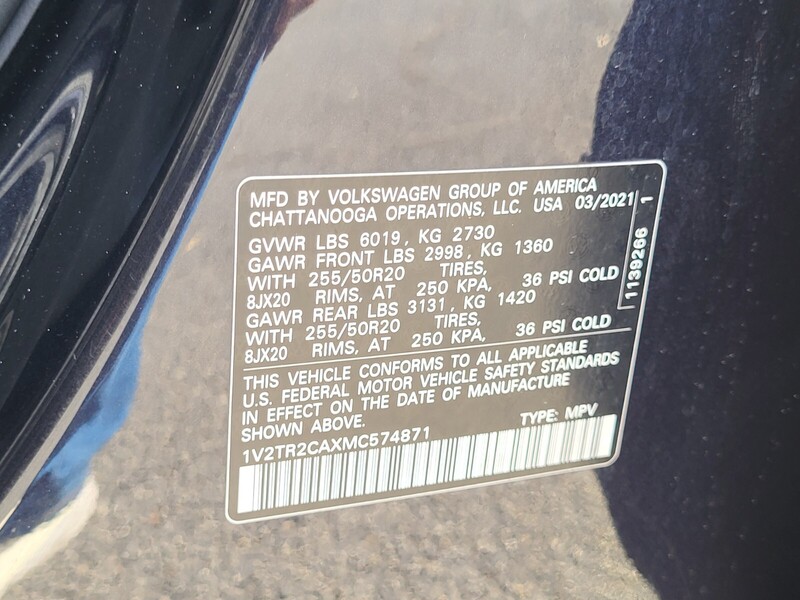 MFD BY VOLKSWAGEN GROUP OF AMERICA
CHATTANOOGA OPERATIONS, LLC. USA 03/2021
GVWR LBS 6019, KG 2730
GAWR FRONT LBS 2998, KG 1360
WITH 255/50R20 TIRES,
8JX20 RIMS, AT 250 KPA, 36 PSI COLD
GAWR REAR LBS 3131, KG 1420
WITH 255/50R20 TIRES,
8JX20 RIMS, AT 250 KPA, 36 PSI COLD
1139266 1
THIS VEHICLE CONFORMS TO ALL APPLICABLE
U.S. FEDERAL MOTOR VEHICLE SAFETY STANDARDS
IN EFFECT ON THE DATE OF MANUFACTURE
SHOWN ABOVE. TYPE: MPV
1V2TR2CAXMC574871